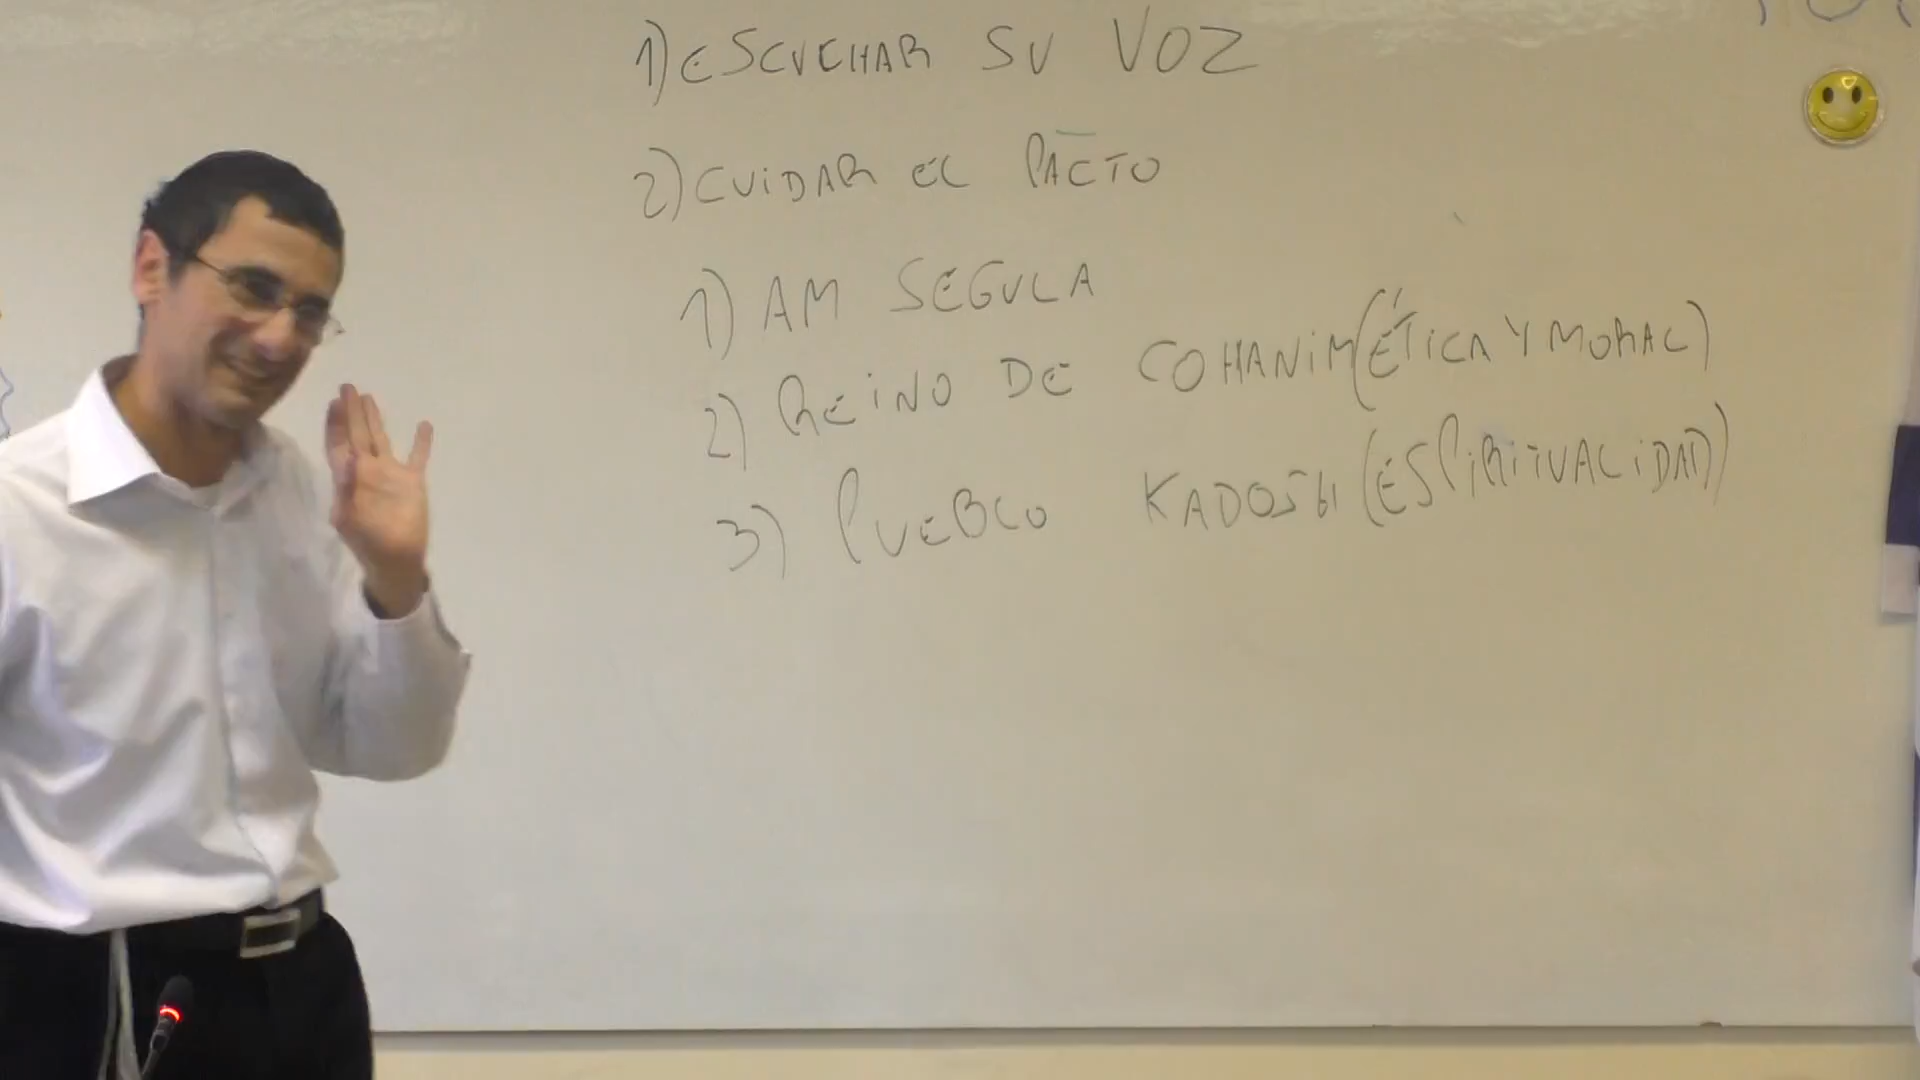 1) ESCUCHAR SU VOZ
2) CUIDAR EL PACTO
1) AM SEGULA
2) REINO DE COHANIM (ÉTICA Y MORAL)
3) PUEBLO KADOSH (ESPIRITUALIDAD)